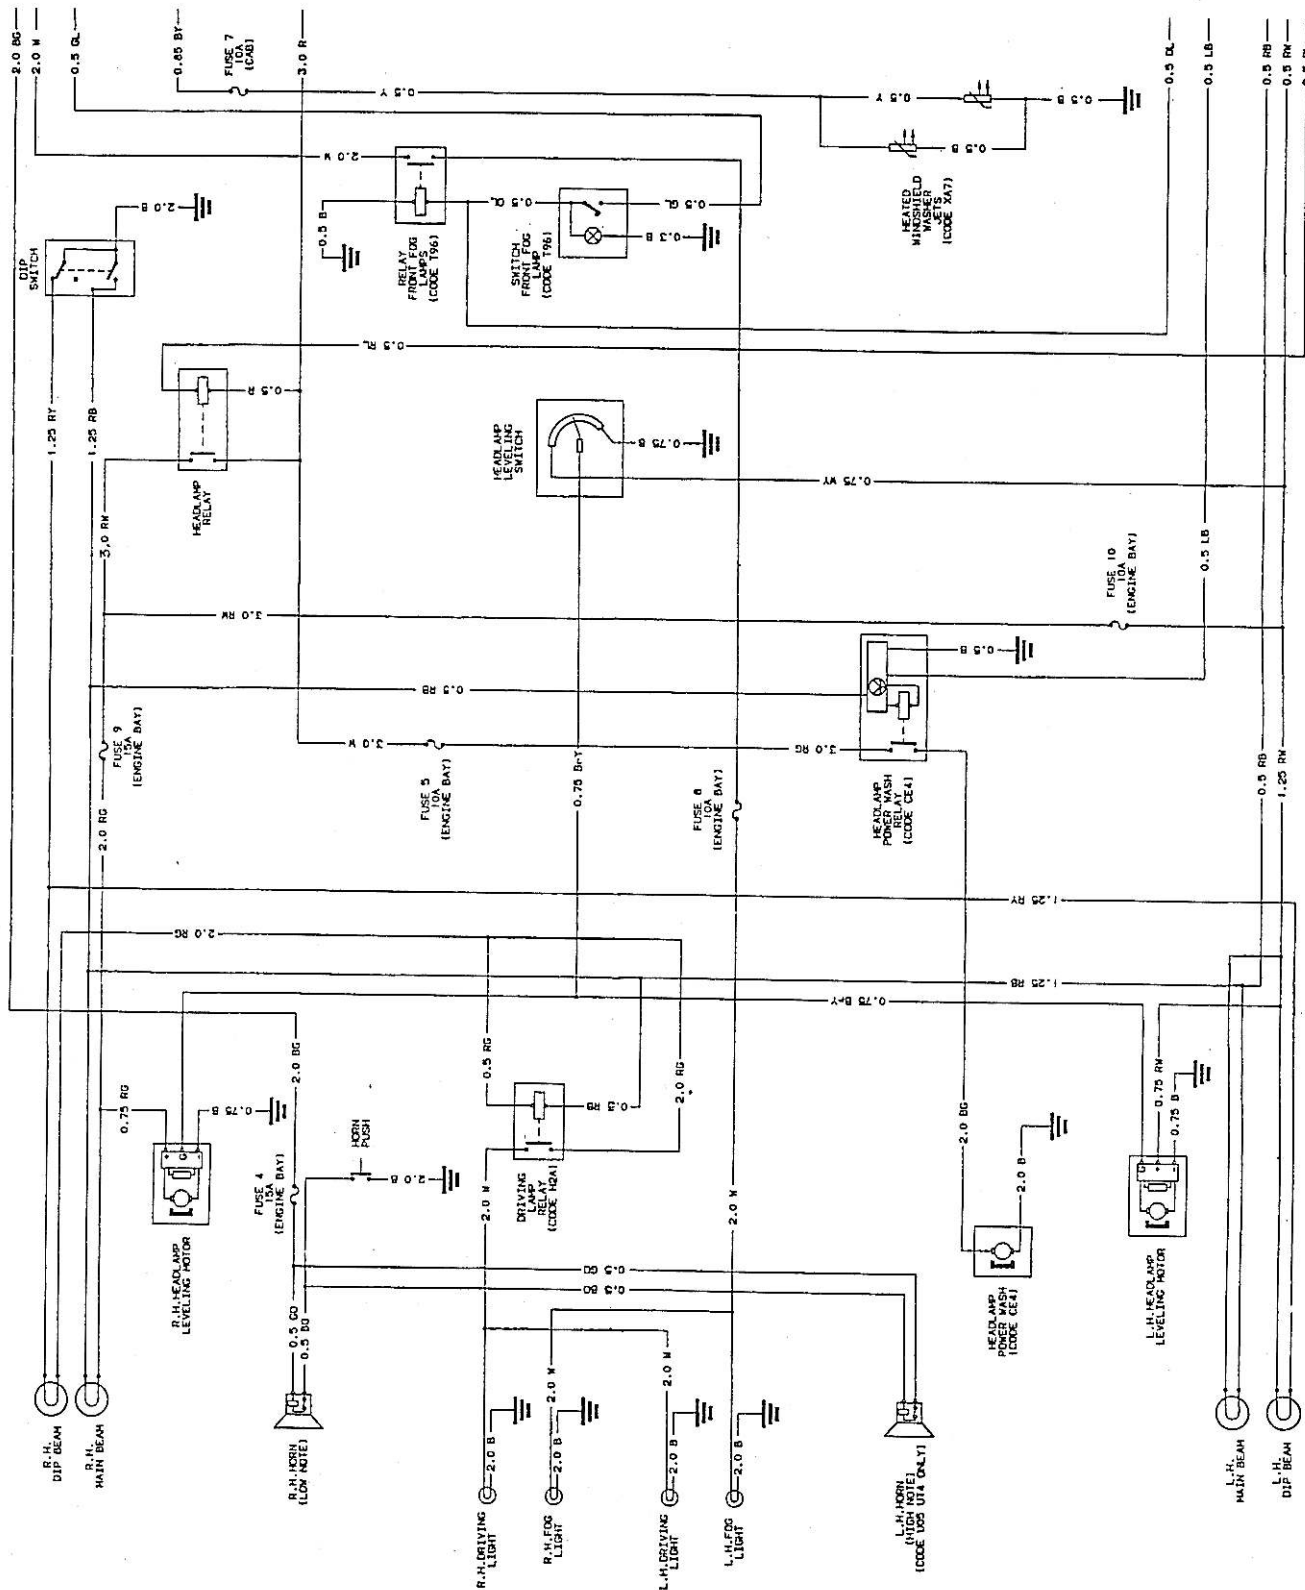 2.0 BG
2.0 W
0.5 GL
0.85 BY
FUSE 7
10A
(CAB)
3.0 R
0.5 DL
0.5 LB
0.5 RB
0.5 RW
0.5 Y
0.5 Y
0.5 B
0.5 B
HEATED
WINDSHIELD
WASHER
JETS
(CODE XA7)
2.0 W
2.0 B
DIP
SWITCH
0.5 B
RELAY
FRONT FOG
LAMPS
(CODE T96)
0.5 OL
SWITCH
FRONT FOG
LAMP
(CODE T96)
0.5 GL
0.3 B
0.5 RL
0.5 R
HEADLAMP
RELAY
1.25 RY
1.25 RB
HEADLAMP
LEVELING
SWITCH
0.75 B
0.75 WY
3.0 RW
3.0 RW
FUSE 10
10A
(ENGINE BAY)
0.5 LB
0.5 B
0.5 RB
FUSE 9
15A
(ENGINE BAY)
3.0 W
FUSE 5
10A
(ENGINE BAY)
0.75 BrY
FUSE 8
10A
(ENGINE BAY)
3.0 RG
HEADLAMP
POWER WASH
RELAY
(CODE CE4)
0.5 RB
1.25 RW
2.0 RG
1.25 RY
2.0 RG
1.25 RB
0.75 BrY
0.75 RG
0.75 B
R.H.HEADLAMP
LEVELING MOTOR
2.0 BG
FUSE 4
15A
(ENGINE BAY)
HORN
PUSH
2.0 B
0.5 RG
0.5 RB
2.0 RG
DRIVING
LAMP
RELAY
(CODE H2A)
2.0 W
2.0 W
2.0 BG
2.0 B
HEADLAMP
POWER WASH
(CODE CE4)
0.75 RW
0.75 B
L.H.HEADLAMP
LEVELING MOTOR
0.5 GO
0.5 BO
0.5 GO
0.5 BO
R.H.
DIP BEAM
R.H.
MAIN BEAM
R.H.HORN
(LOW NOTE)
2.0 B
2.0 W
2.0 B
2.0 W
2.0 B
2.0 B
R.H.DRIVING
LIGHT
R.H.FOG
LIGHT
L.H.DRIVING
LIGHT
L.H.FOG
LIGHT
L.H.HORN
(HIGH NOTE)
(CODE U05 UT4 ONLY)
L.H.
MAIN BEAM
L.H.
DIP BEAM